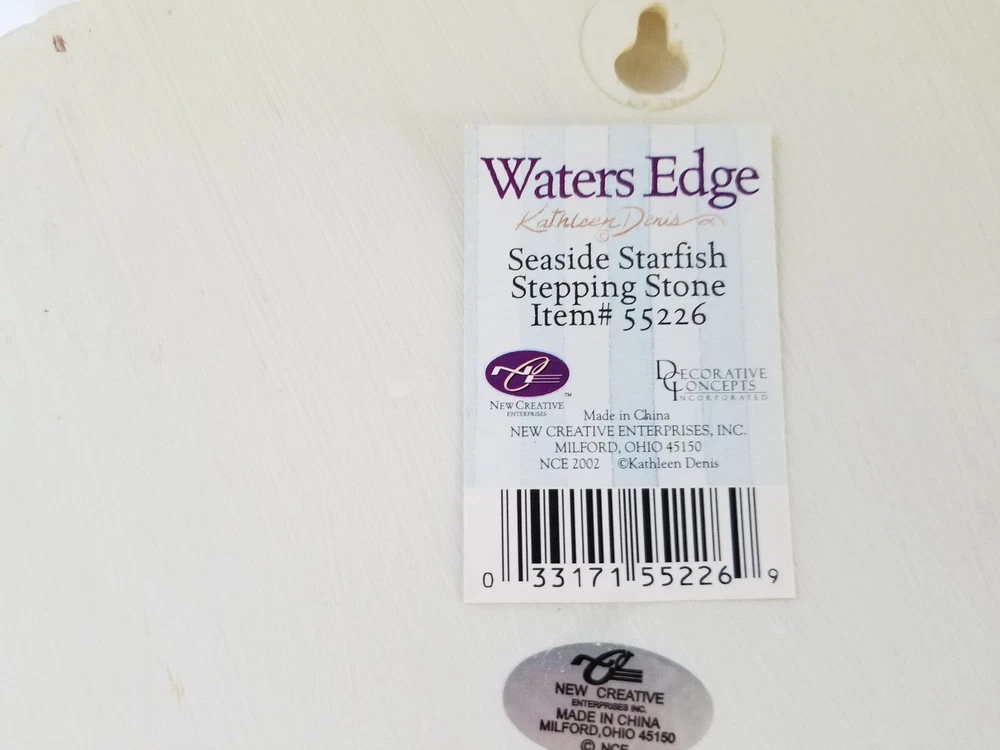 Waters Edge
Kathleen Denis
©
Seaside Starfish
Stepping Stone
Item# 55226
NEW CREATIVE
ENTERPRISES
™
DECORATIVE
CONCEPTS
INCORPORATED
Made in China
NEW CREATIVE ENTERPRISES, INC.
MILFORD, OHIO 45150
NCE 2002 ©Kathleen Denis
0 33171 55226 9
NEW CREATIVE
ENTERPRISES INC.
MADE IN CHINA
MILFORD, OHIO 45150
© NCE